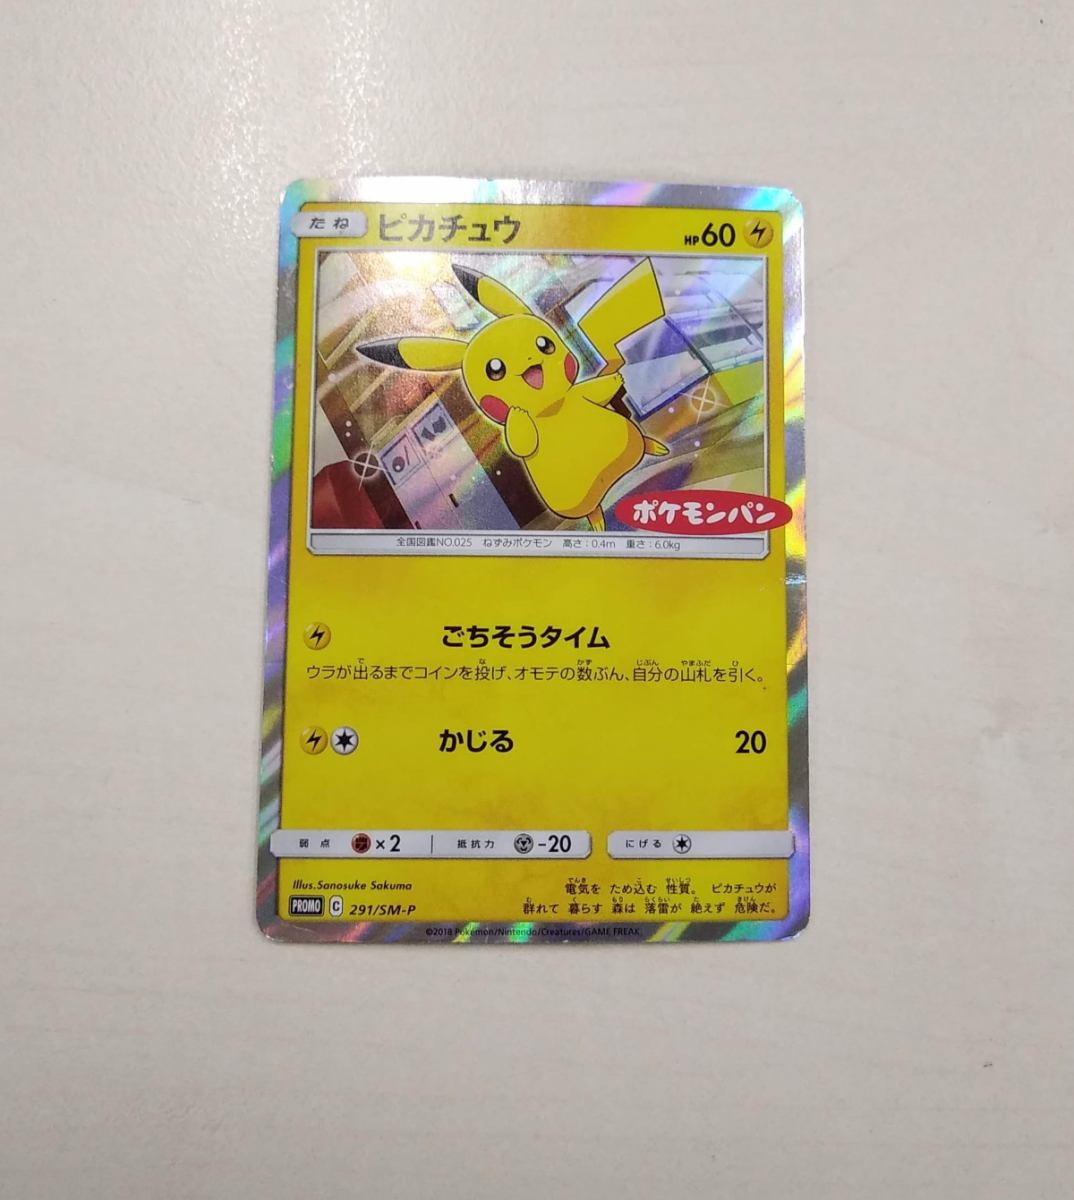 たね ピカチュウ HP60
ポケモンパン
全国図鑑NO.025 ねずみポケモン 高さ:0.4m 重さ:6.0kg
ごちそうタイム
ウラが出るまでコインを投げ、オモテの数ぶん、自分の山札を引く。
かじる 20
弱点 ×2 抵抗力 -20 にげる
Illus.Sanosuke Sakuma
電気を ため込む 性質。 ピカチュウが
群れて 暮らす 森は 落雷が 絶えず 危険だ。
PROMO C 291/SM-P
©2018 Pokémon/Nintendo/Creatures/GAME FREAK.